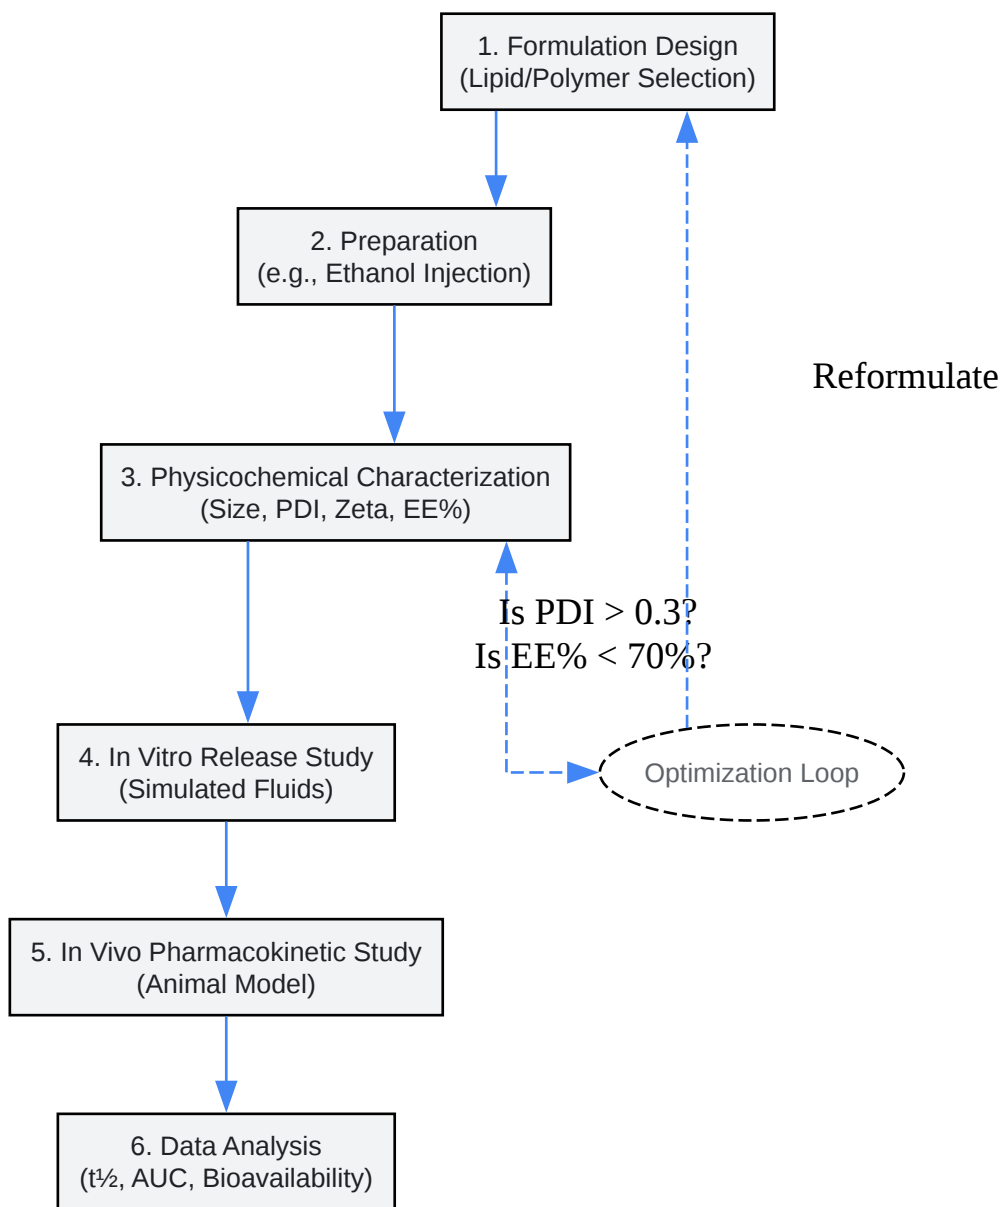 1. Formulation Design
(Lipid/Polymer Selection)
2. Preparation
(e.g., Ethanol Injection)
Reformulate
3. Physicochemical Characterization
(Size, PDI, Zeta, EE%)
Is PDI > 0.3?
Is EE% < 70%?
4. In Vitro Release Study
(Simulated Fluids)
Optimization Loop
5. In Vivo Pharmacokinetic Study
(Animal Model)
6. Data Analysis
(t½, AUC, Bioavailability)